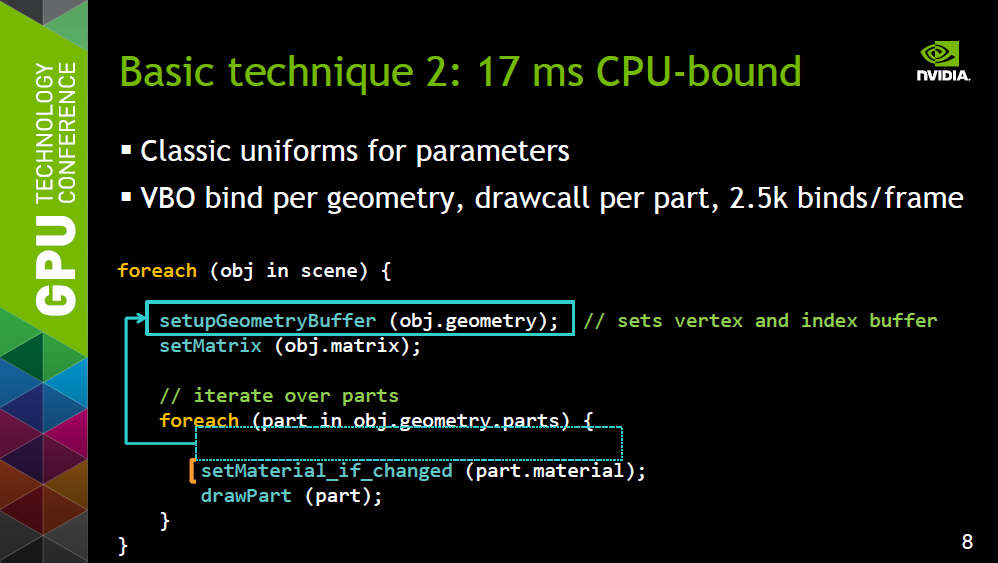 GPU TECHNOLOGY
CONFERENCE
Basic technique 2: 17 ms CPU-bound
NVIDIA.
▪ Classic uniforms for parameters
▪ VBO bind per geometry, drawcall per part, 2.5k binds/frame
foreach (obj in scene) {
setupGeometryBuffer (obj.geometry); // sets vertex and index buffer
setMatrix (obj.matrix);
// iterate over parts
foreach (part in obj.geometry.parts) {
setMaterial_if_changed (part.material);
drawPart (part);
}
}
8